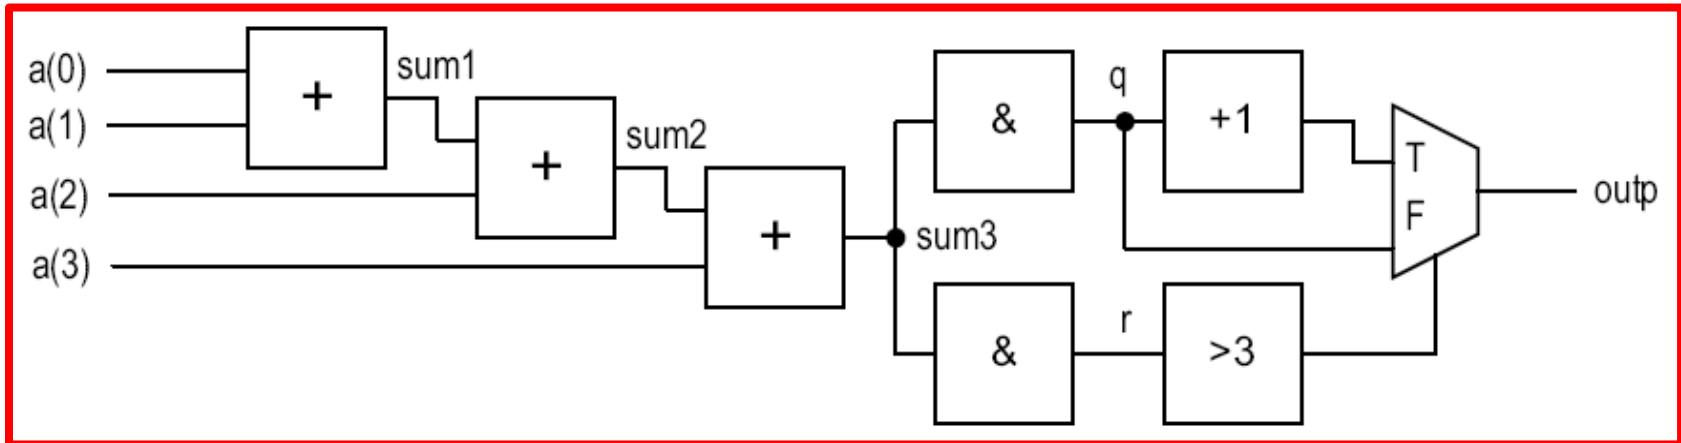 a(0)
a(1)
a(2)
a(3)
+
sum1
+
sum2
+
sum3
&
q
+1
&
r
>3
T
F
outp